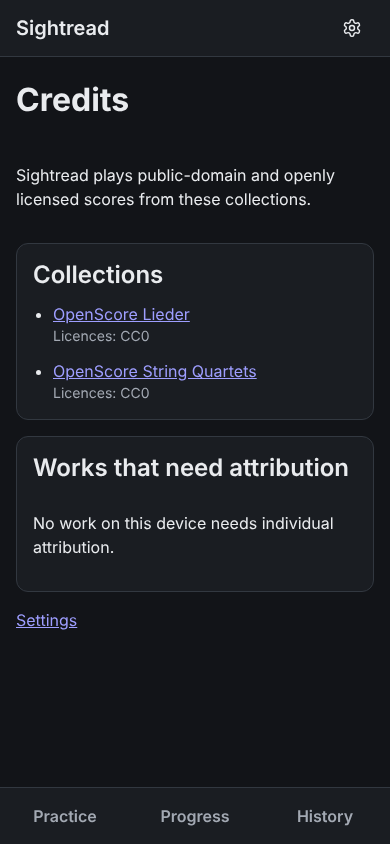 Sightread
Credits
Sightread plays public-domain and openly
licensed scores from these collections.
Collections
OpenScore Lieder
Licences: CC0
OpenScore String Quartets
Licences: CC0
Works that need attribution
No work on this device needs individual
attribution.
Settings
Practice Progress History